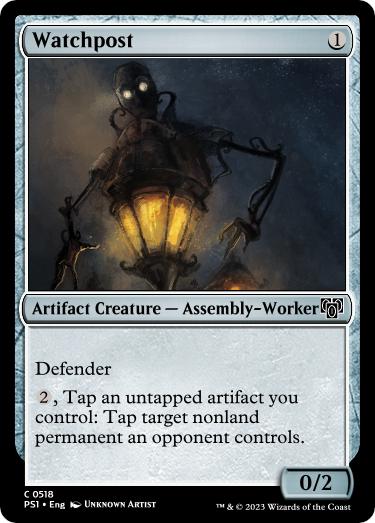 Watchpost 1
Artifact Creature — Assembly-Worker
Defender
2, Tap an untapped artifact you
control: Tap target nonland
permanent an opponent controls.
0/2
C 0518
PS1 • Eng Unknown Artist
™ & © 2023 Wizards of the Coast